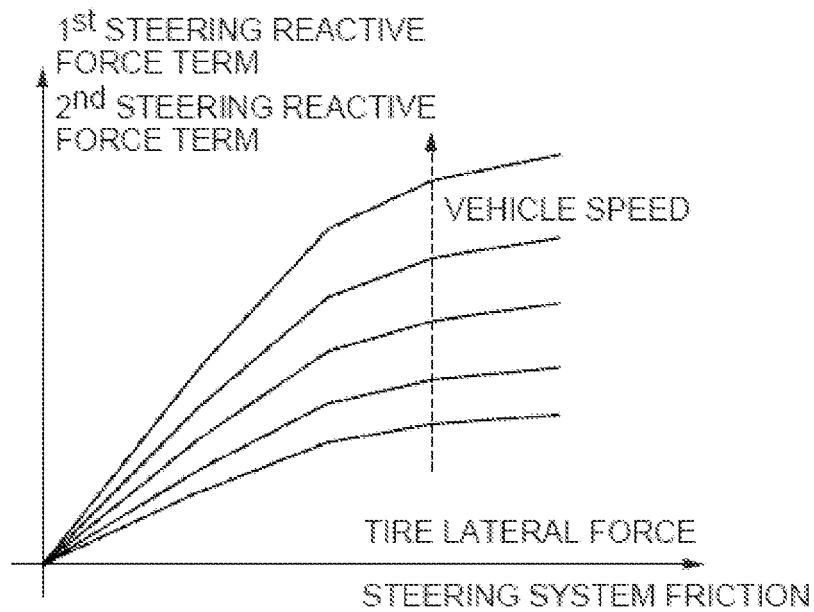 1st STEERING REACTIVE
FORCE TERM
2nd STEERING REACTIVE
FORCE TERM
VEHICLE SPEED
TIRE LATERAL FORCE
STEERING SYSTEM FRICTION